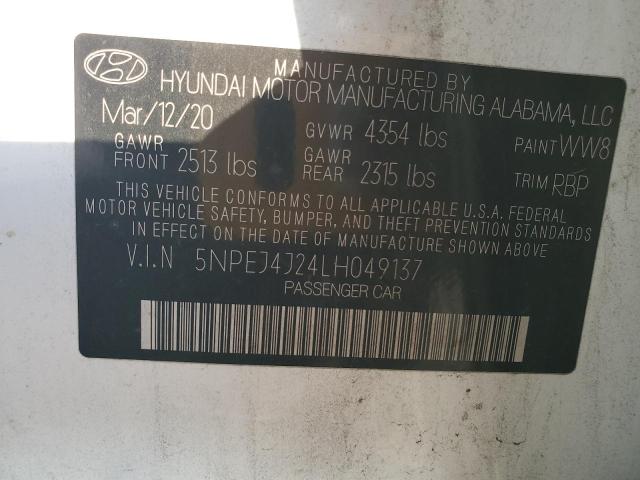 MANUFACTURED BY
HYUNDAI MOTOR MANUFACTURING ALABAMA, LLC
Mar/12/20 GVWR 4354 lbs PAINT WW8
GAWR FRONT 2513 lbs GAWR REAR 2315 lbs TRIM RBP
THIS VEHICLE CONFORMS TO ALL APPLICABLE U.S.A. FEDERAL
MOTOR VEHICLE SAFETY, BUMPER, AND THEFT PREVENTION STANDARDS
IN EFFECT ON THE DATE OF MANUFACTURE SHOWN ABOVE.
V.I.N 5NPEJ4J24LH049137
PASSENGER CAR